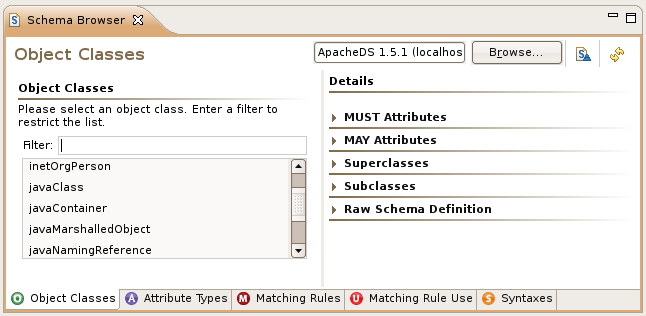 Schema Browser
Object Classes
ApacheDS 1.5.1 (localhos
Browse...
Object Classes
Please select an object class. Enter a filter to
restrict the list.
Filter:
inetOrgPerson
javaClass
javaContainer
javaMarshalledObject
javaNamingReference
Details
MUST Attributes
MAY Attributes
Superclasses
Subclasses
Raw Schema Definition
O Object Classes
A Attribute Types
M Matching Rules
U Matching Rule Use
S Syntaxes